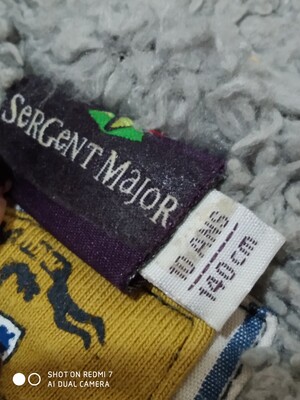 SeRGeNT MaJoR
10 ANS
140cm
SHOT ON REDMI 7
AI DUAL CAMERA